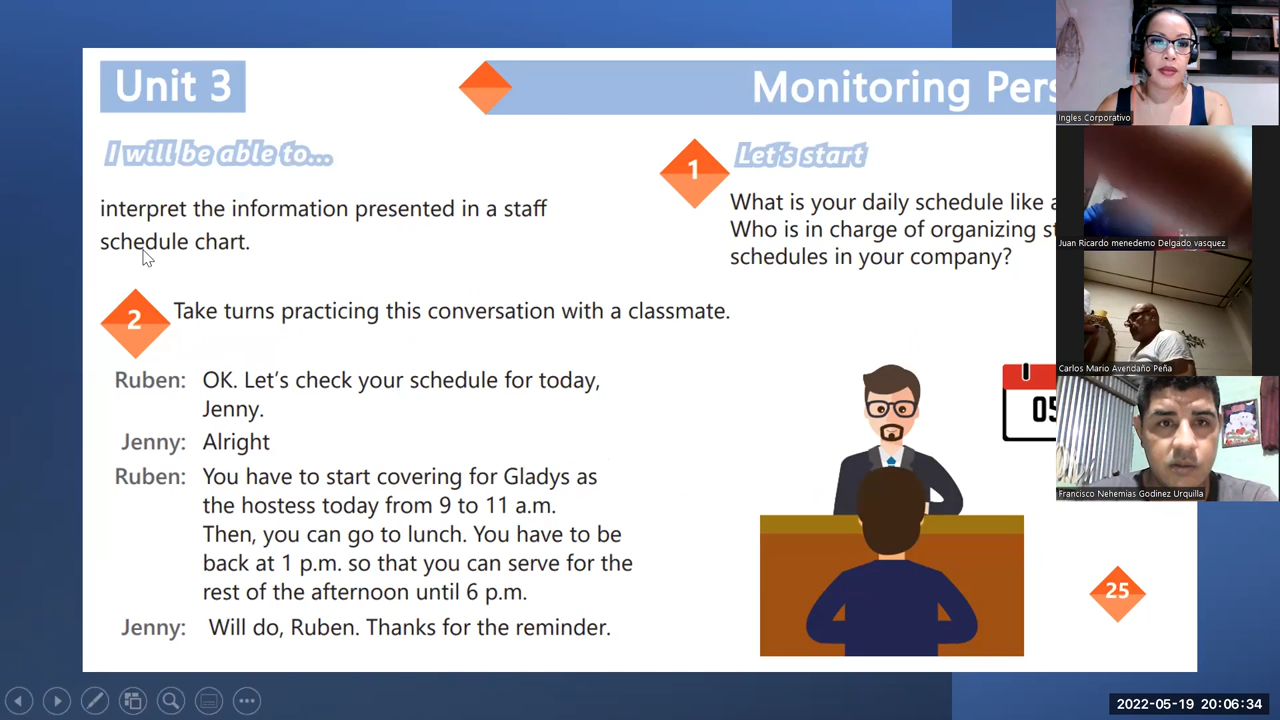 Unit 3
Monitoring Pers
I will be able to...
interpret the information presented in a staff
schedule chart.
1
Let's start
What is your daily schedule like a
Who is in charge of organizing st
schedules in your company?
2
Take turns practicing this conversation with a classmate.
Ruben: OK. Let's check your schedule for today,
Jenny.
Jenny: Alright
Ruben: You have to start covering for Gladys as
the hostess today from 9 to 11 a.m.
Then, you can go to lunch. You have to be
back at 1 p.m. so that you can serve for the
rest of the afternoon until 6 p.m.
Jenny: Will do, Ruben. Thanks for the reminder.
05
25
Ingles Corporativo
Juan Ricardo menedemo Delgado vasquez
Carlos Mario Avendaño Peña
Francisco Nehemias Godinez Urquilla
2022-05-19 20:06:34